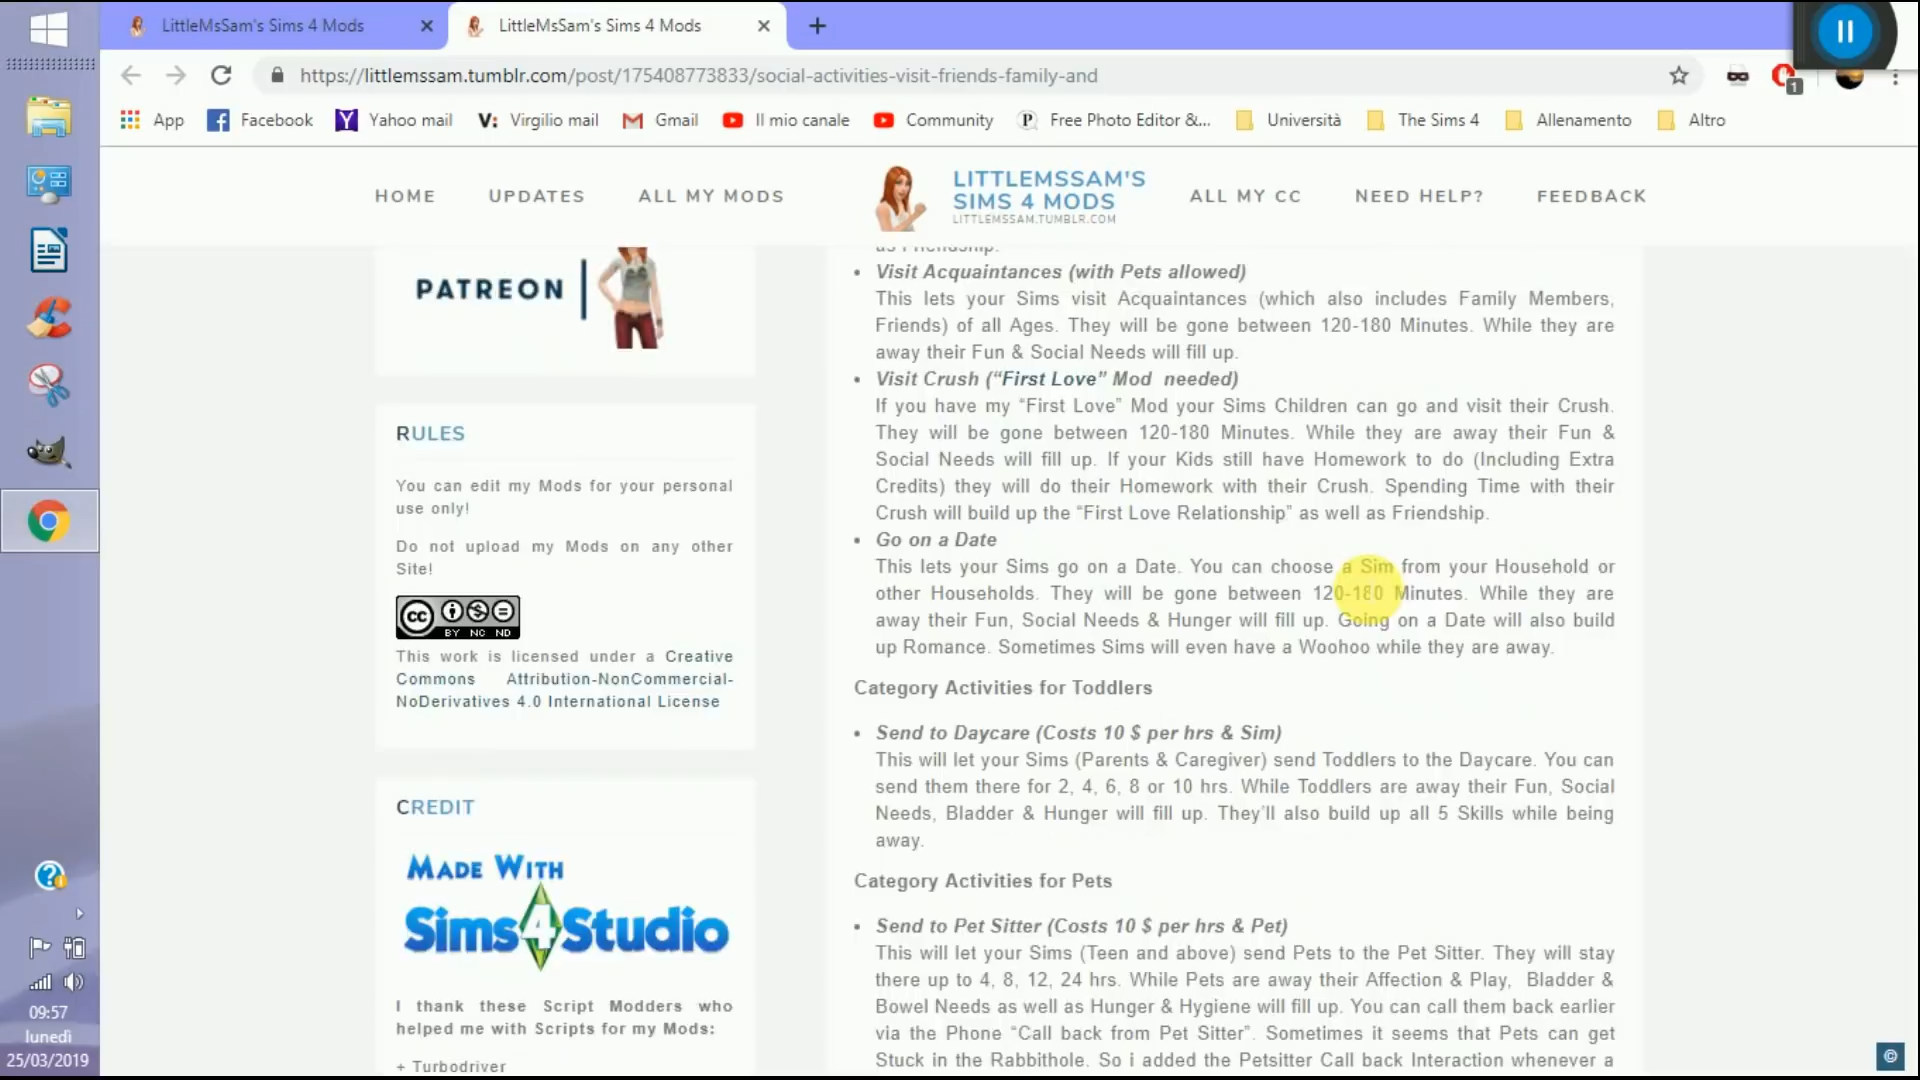 LittleMsSam's Sims 4 Mods
LittleMsSam's Sims 4 Mods
https://littlemssam.tumblr.com/post/175408773833/social-activities-visit-friends-family-and
1
App
Facebook
Yahoo mail
V: Virgilio mail
Gmail
Il mio canale
Community
P Free Photo Editor &...
Università
The Sims 4
Allenamento
Altro
HOME
UPDATES
ALL MY MODS
LITTLEMSSAM'S
SIMS 4 MODS
LITTLEMSSAM.TUMBLR.COM
ALL MY CC
NEED HELP?
FEEDBACK
PATREON
RULES
You can edit my Mods for your personal
use only!
Do not upload my Mods on any other
Site!
cc
BY NC ND
This work is licensed under a Creative
Commons Attribution-NonCommercial-
NoDerivatives 4.0 International License
CREDIT
MADE WITH
Sims4Studio
I thank these Script Modders who
helped me with Scripts for my Mods:
+ Turbodriver
as Friendship.
• Visit Acquaintances (with Pets allowed)
This lets your Sims visit Acquaintances (which also includes Family Members,
Friends) of all Ages. They will be gone between 120-180 Minutes. While they are
away their Fun & Social Needs will fill up.
• Visit Crush (“First Love” Mod needed)
If you have my “First Love” Mod your Sims Children can go and visit their Crush.
They will be gone between 120-180 Minutes. While they are away their Fun &
Social Needs will fill up. If your Kids still have Homework to do (Including Extra
Credits) they will do their Homework with their Crush. Spending Time with their
Crush will build up the “First Love Relationship” as well as Friendship.
• Go on a Date
This lets your Sims go on a Date. You can choose a Sim from your Household or
other Households. They will be gone between 120-180 Minutes. While they are
away their Fun, Social Needs & Hunger will fill up. Going on a Date will also build
up Romance. Sometimes Sims will even have a Woohoo while they are away.
Category Activities for Toddlers
• Send to Daycare (Costs 10 $ per hrs & Sim)
This will let your Sims (Parents & Caregiver) send Toddlers to the Daycare. You can
send them there for 2, 4, 6, 8 or 10 hrs. While Toddlers are away their Fun, Social
Needs, Bladder & Hunger will fill up. They’ll also build up all 5 Skills while being
away.
Category Activities for Pets
• Send to Pet Sitter (Costs 10 $ per hrs & Pet)
This will let your Sims (Teen and above) send Pets to the Pet Sitter. They will stay
there up to 4, 8, 12, 24 hrs. While Pets are away their Affection & Play, Bladder &
Bowel Needs as well as Hunger & Hygiene will fill up. You can call them back earlier
via the Phone “Call back from Pet Sitter”. Sometimes it seems that Pets can get
Stuck in the Rabbithole. So i added the Petsitter Call back Interaction whenever a
09:57
lunedì
25/03/2019
©